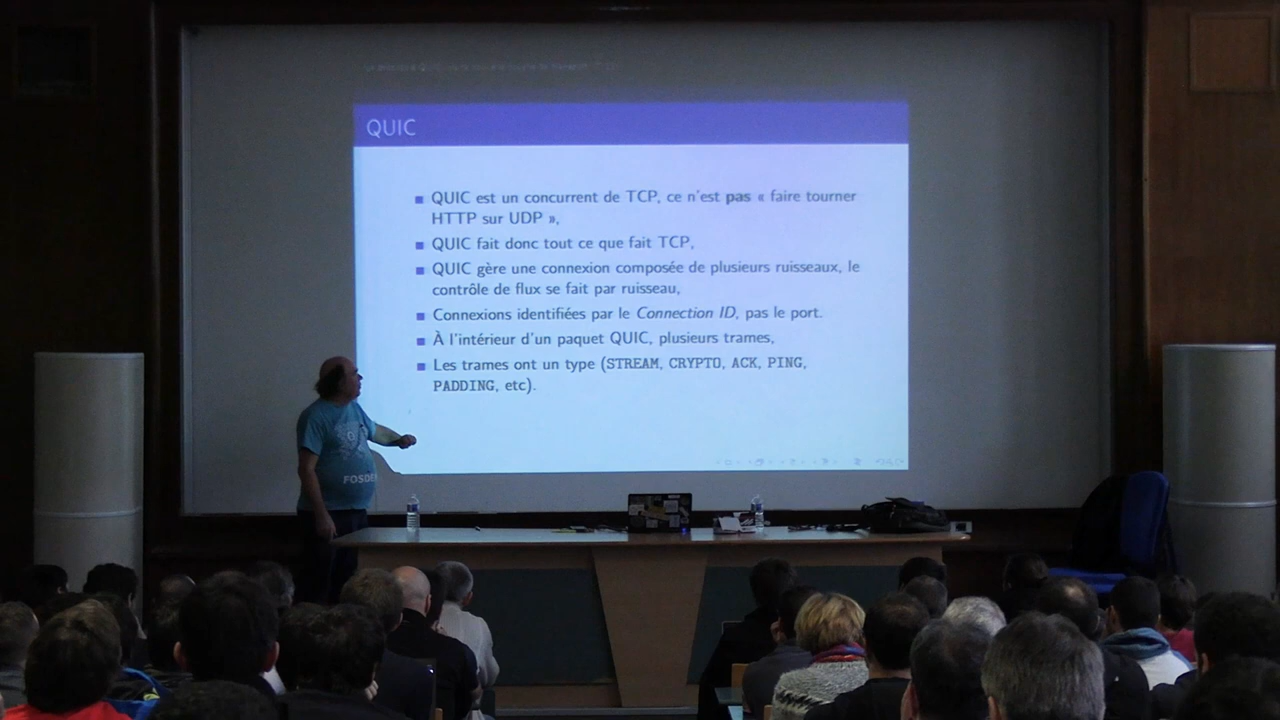 QUIC
QUIC est un concurrent de TCP, ce n'est pas « faire tourner
HTTP sur UDP »,
QUIC fait donc tout ce que fait TCP,
QUIC gère une connexion composée de plusieurs ruisseaux, le
contrôle de flux se fait par ruisseau,
Connexions identifiées par le Connection ID, pas le port.
À l'intérieur d'un paquet QUIC, plusieurs trames,
Les trames ont un type (STREAM, CRYPTO, ACK, PING,
PADDING, etc).